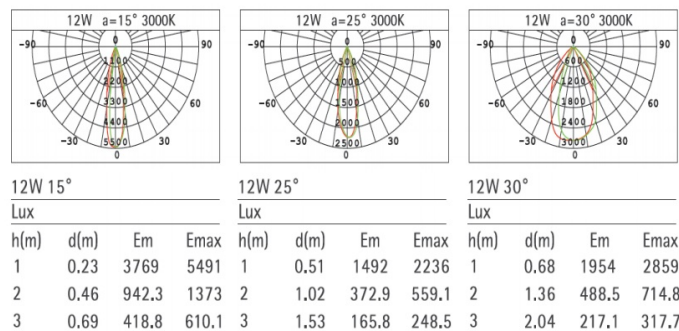 12W a=15° 3000K
-90 0 90
1100
2200
3300
4400
5500
-60 60
-30 30
0
12W 15°
Lux
h(m) d(m) Em Emax
1 0.23 3769 5491
2 0.46 942.3 1373
3 0.69 418.8 610.1
12W a=25° 3000K
-90 0 90
500
1000
1500
2000
2500
-60 60
-30 30
0
12W 25°
Lux
h(m) d(m) Em Emax
1 0.51 1492 2236
2 1.02 372.9 559.1
3 1.53 165.8 248.5
12W a=30° 3000K
-90 0 90
600
1200
1800
2400
3000
-60 60
-30 30
0
12W 30°
Lux
h(m) d(m) Em Emax
1 0.68 1954 2859
2 1.36 488.5 714.8
3 2.04 217.1 317.7